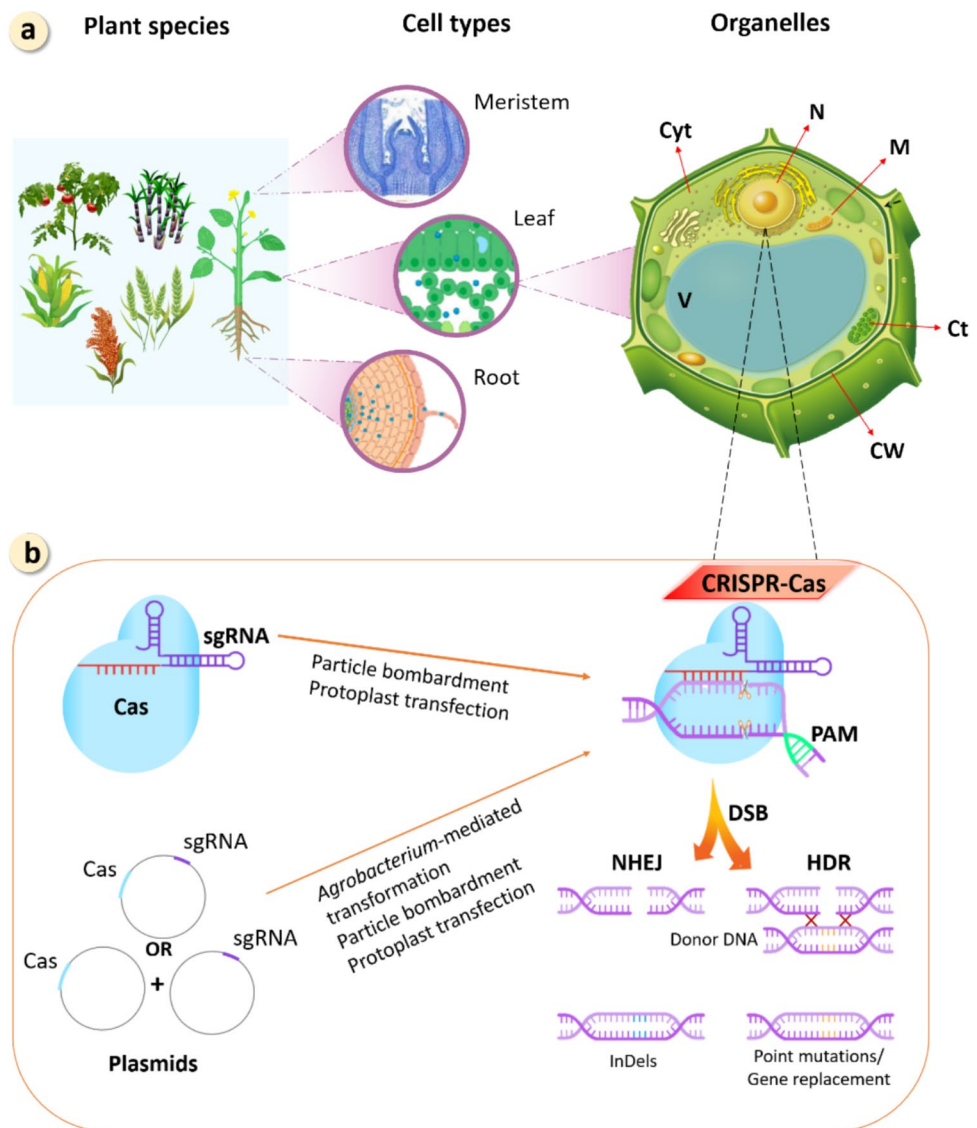 a
Plant species
Cell types
Organelles
Meristem
Leaf
Root
Cyt
N
M
V
Ct
CW
b
CRISPR-Cas
sgRNA
Cas
Particle bombardment
Protoplast transfection
PAM
DSB
sgRNA
Cas
OR
sgRNA
Cas
+
Plasmids
Agrobacterium-mediated
transformation
Particle bombardment
Protoplast transfection
NHEJ
HDR
Donor DNA
InDels
Point mutations/
Gene replacement